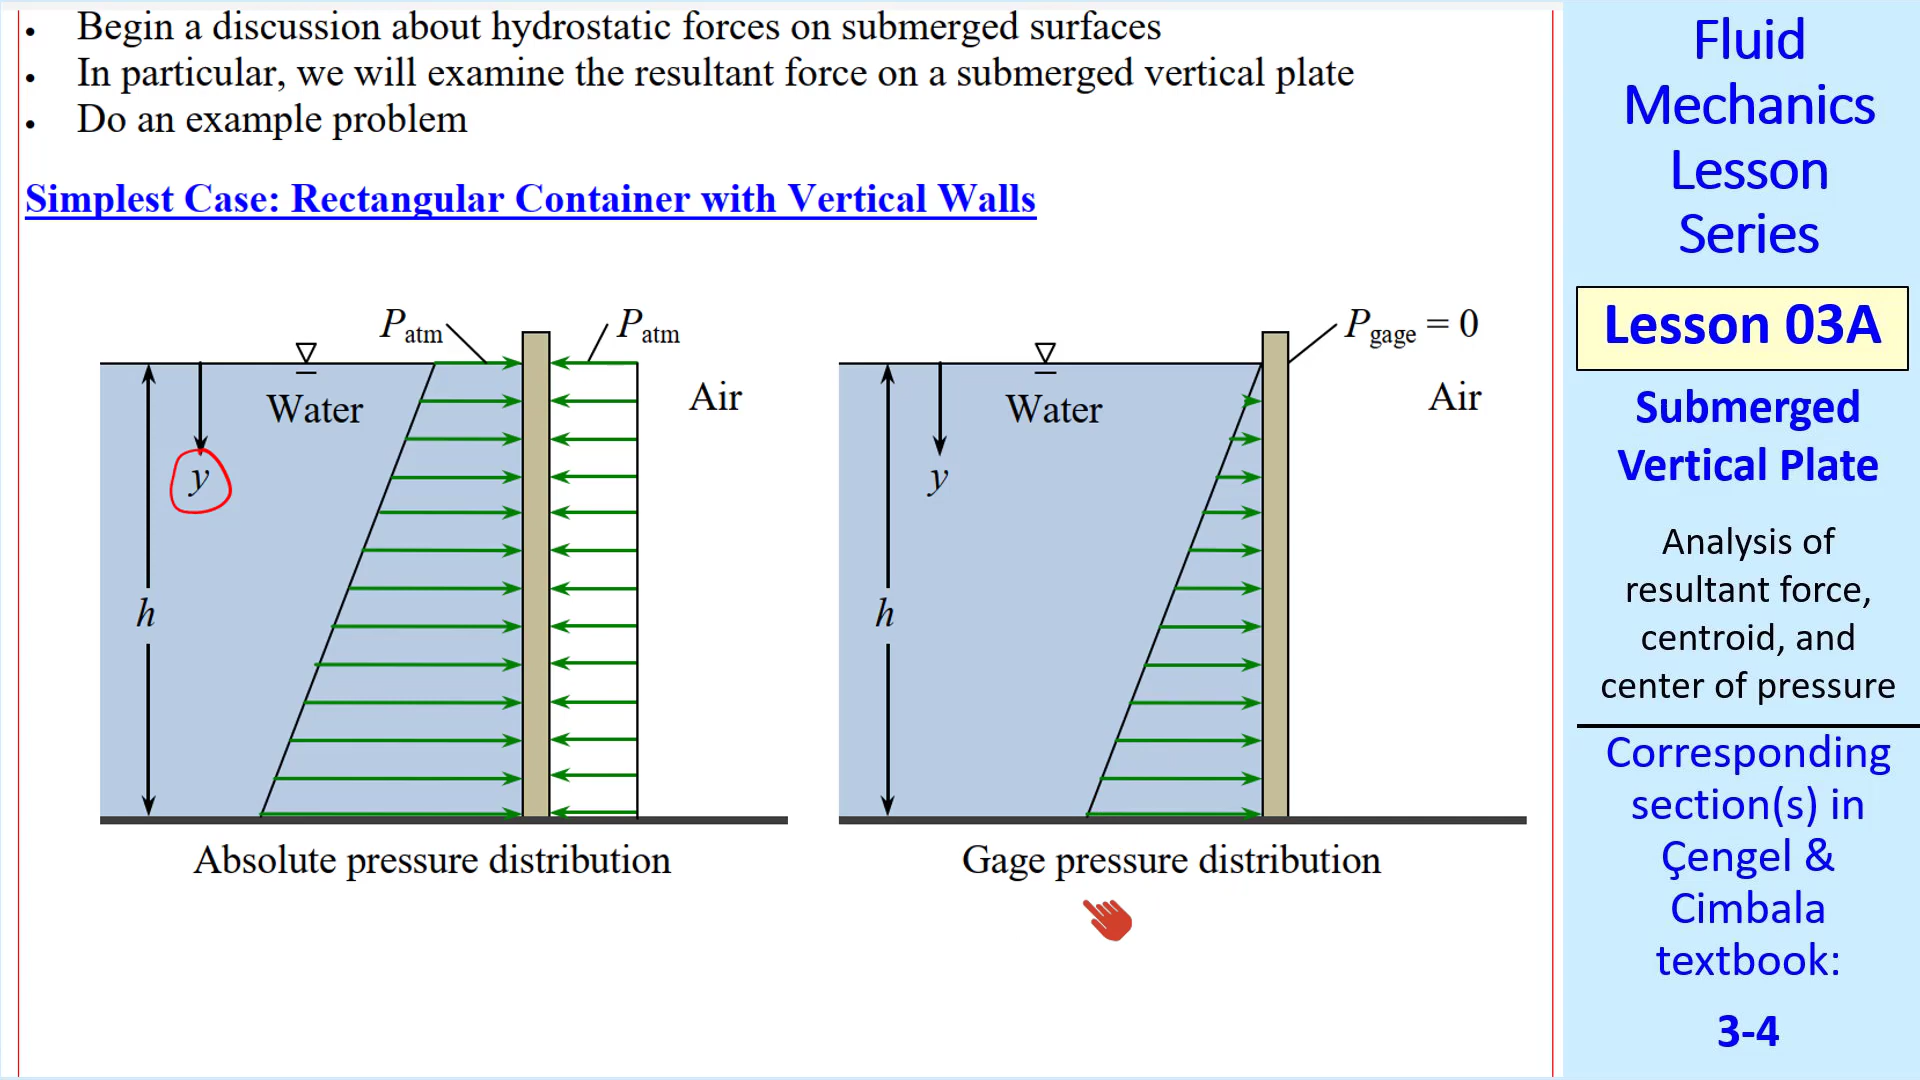 • Begin a discussion about hydrostatic forces on submerged surfaces
• In particular, we will examine the resultant force on a submerged vertical plate
• Do an example problem
Simplest Case: Rectangular Container with Vertical Walls
P_atm
P_atm
Water
Air
y
h
Absolute pressure distribution
P_gage = 0
Water
Air
y
h
Gage pressure distribution
Fluid
Mechanics
Lesson
Series
Lesson 03A
Submerged
Vertical Plate
Analysis of
resultant force,
centroid, and
center of pressure
Corresponding
section(s) in
Çengel &
Cimbala
textbook:
3-4